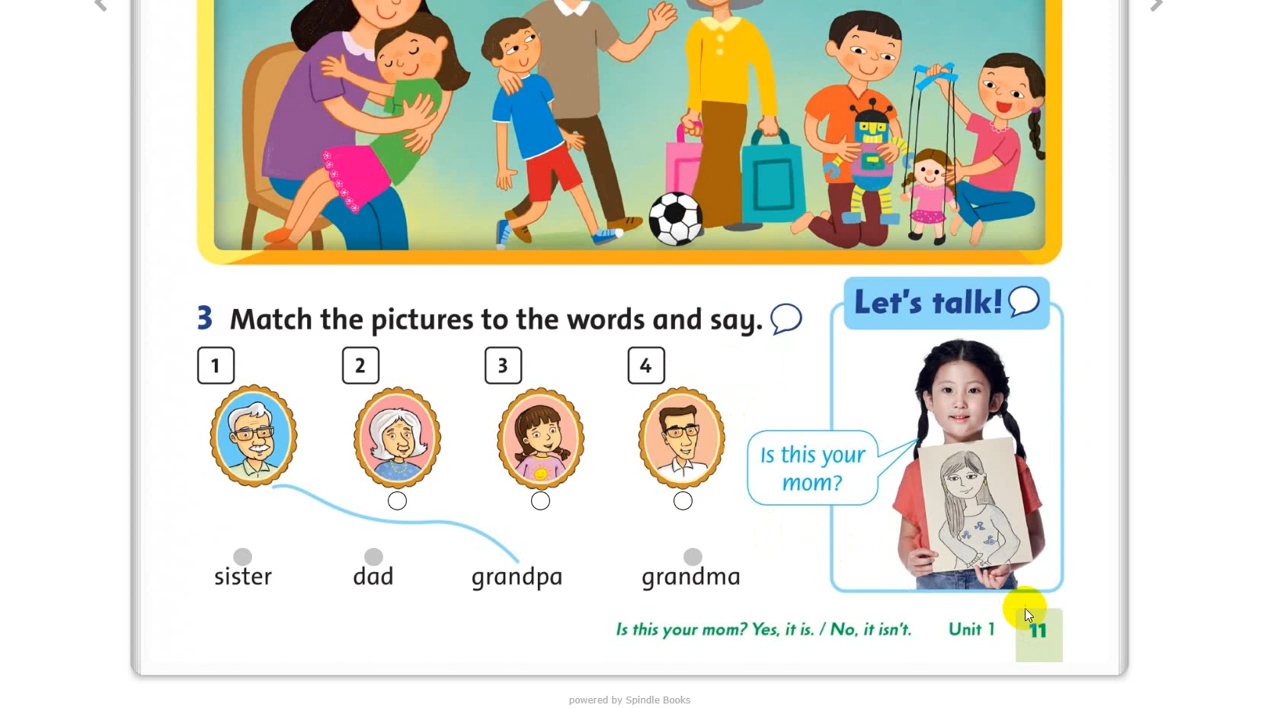 3 Match the pictures to the words and say.
1 2 3 4
sister dad grandpa grandma
Let's talk!
Is this your
mom?
Is this your mom? Yes, it is. / No, it isn't. Unit 1 11
powered by Spindle Books